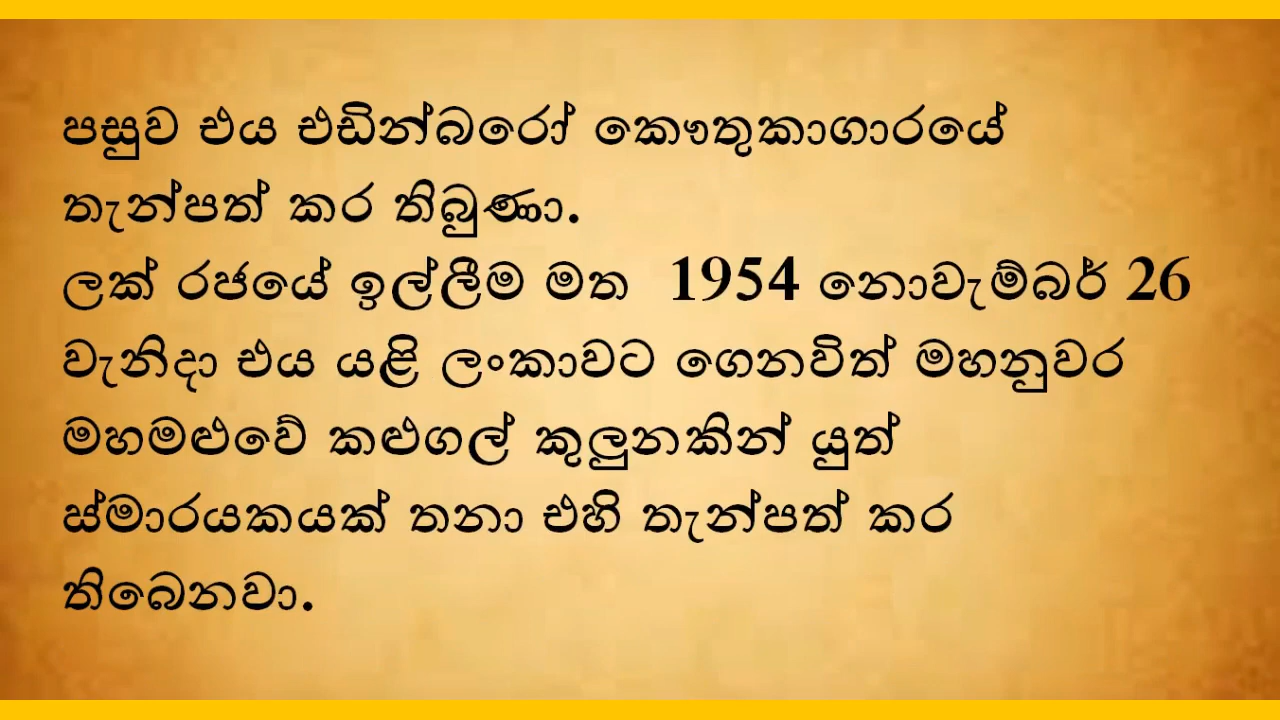 පසුව එය එඩින්බරෝ කෞතුකාගාරයේ
තැන්පත් කර තිබුණා.
ලක් රජයේ ඉල්ලීම මත 1954 නොවැම්බර් 26
වැනිදා එය යළි ලංකාවට ගෙනවිත් මහනුවර
මහමළුවේ කළුගල් කුලුනකින් යුත්
ස්මාරයකයක් තනා එහි තැන්පත් කර
තිබෙනවා.